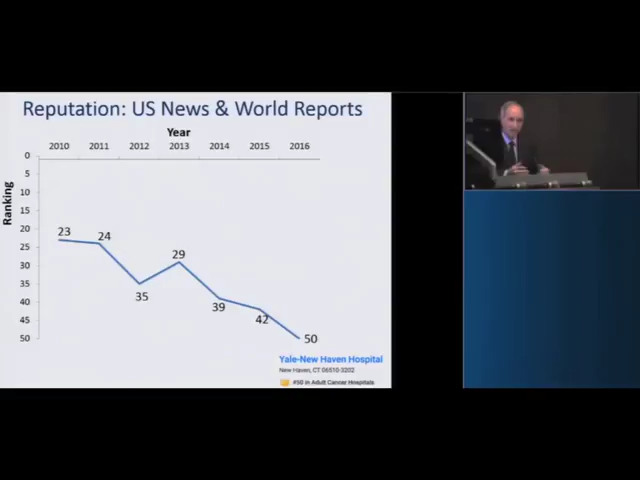 Reputation: US News & World Reports
Year
2010 2011 2012 2013 2014 2015 2016
Ranking
0
5
10
15
20
25
30
35
40
45
50
23
24
35
29
39
42
50
Yale-New Haven Hospital
New Haven, CT 06510-3202
#50 in Adult Cancer Hospitals